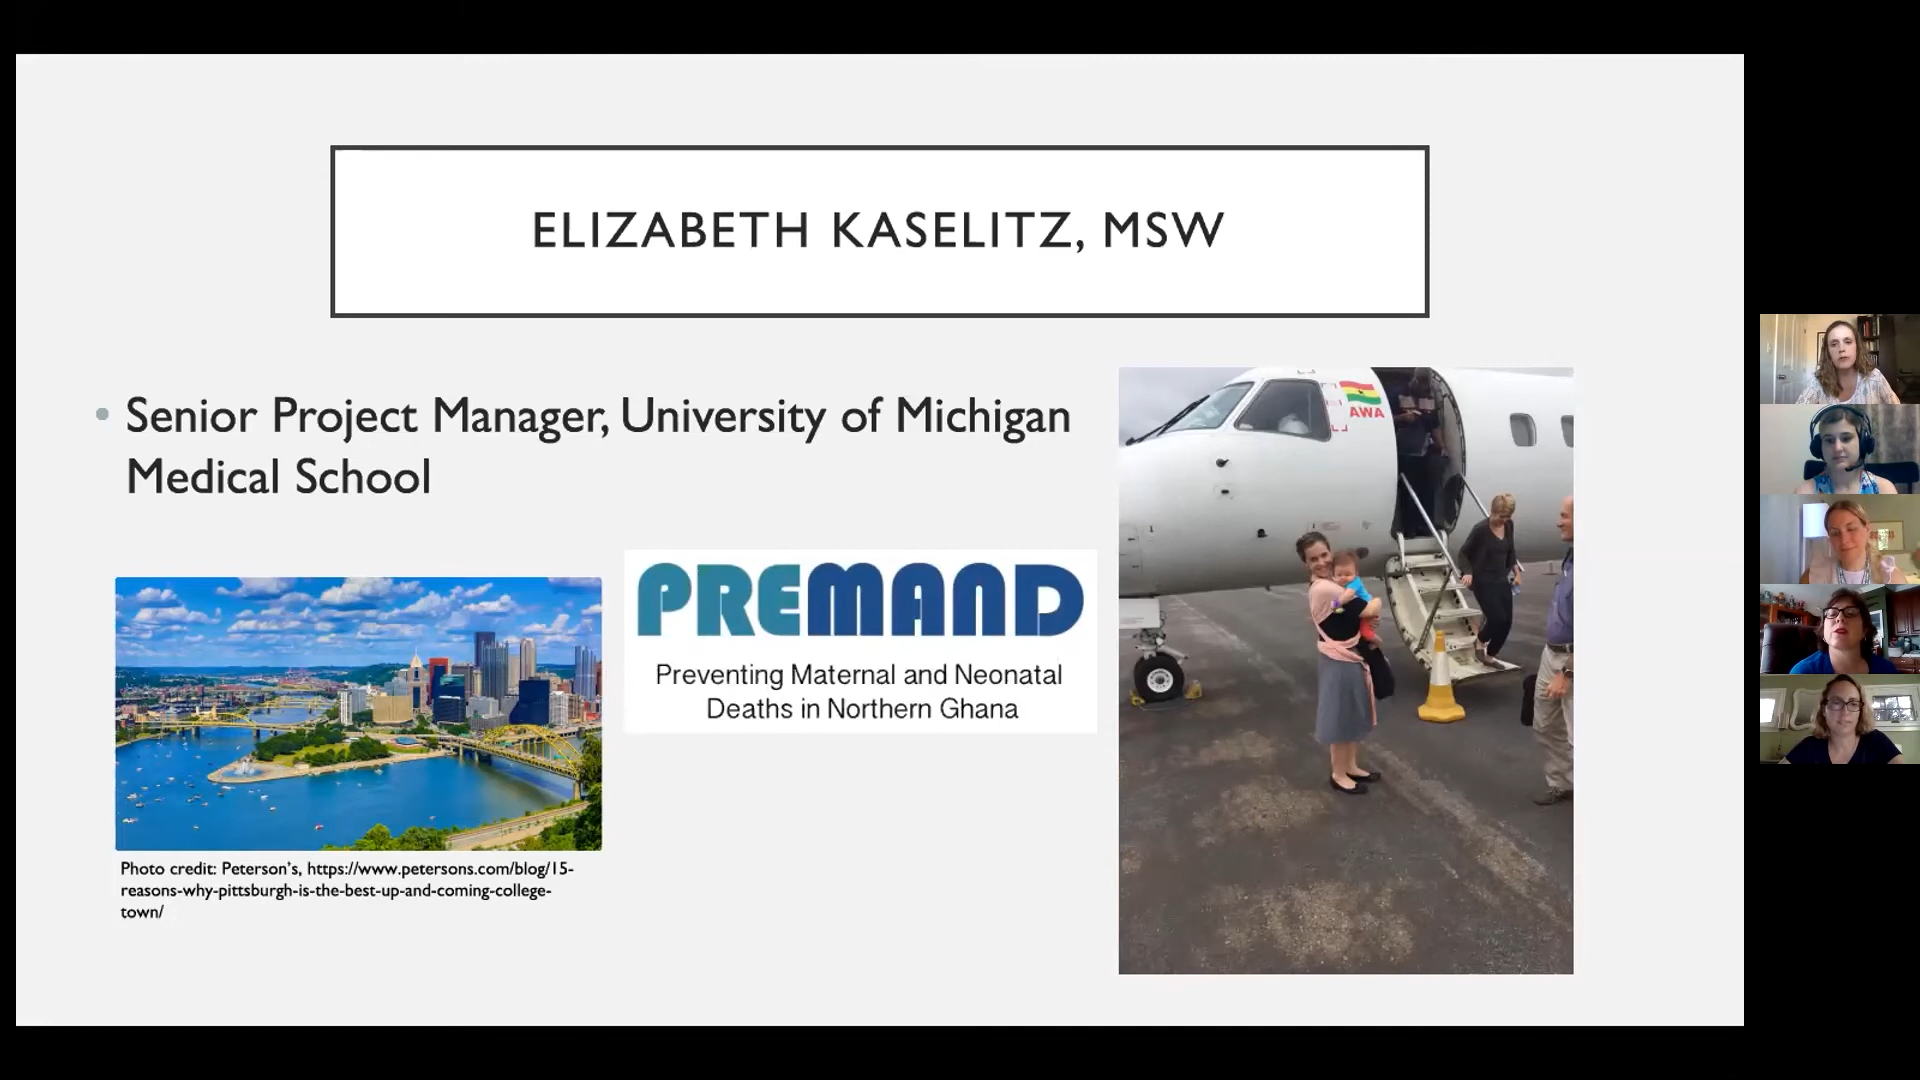 ELIZABETH KASELITZ, MSW
Senior Project Manager, University of Michigan
Medical School
PREMAND
Preventing Maternal and Neonatal
Deaths in Northern Ghana
AWA
Photo credit: Peterson's, https://www.petersons.com/blog/15-
reasons-why-pittsburgh-is-the-best-up-and-coming-college-
town/